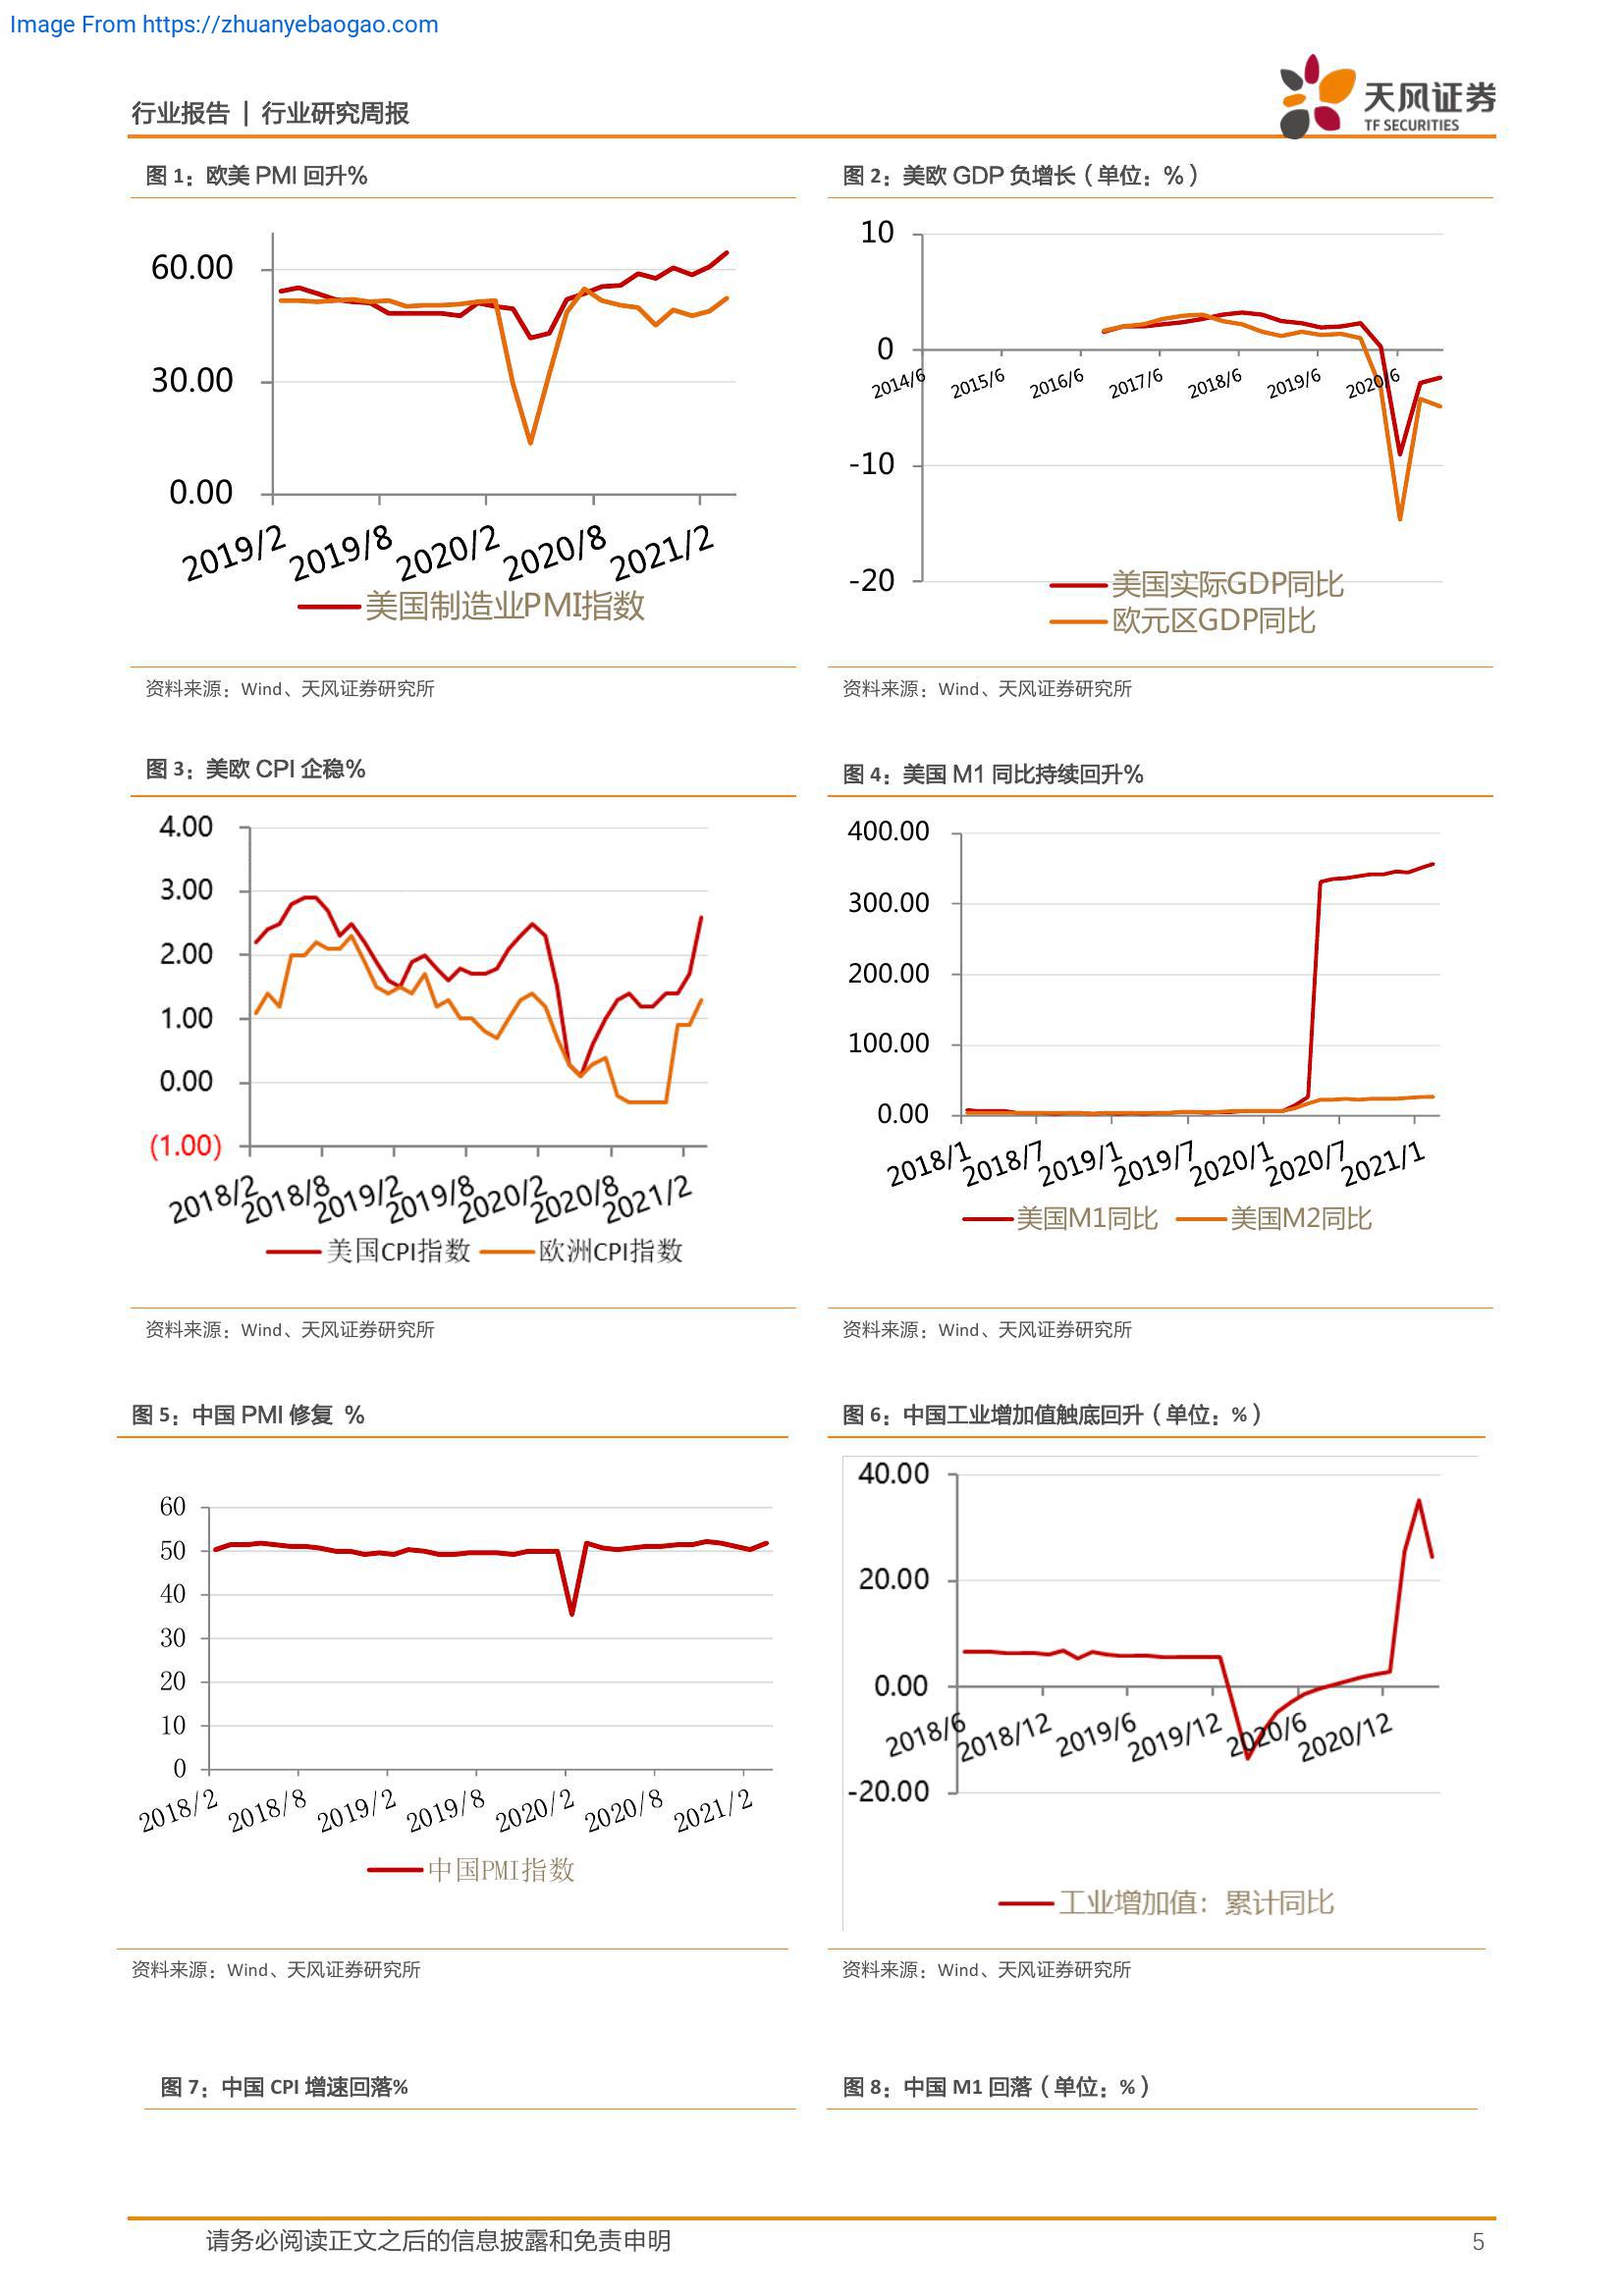 Image From https://zhuanyebaogao.com
行业报告 | 行业研究周报
天风证券
TF SECURITIES
图 1：欧美 PMI 回升%
图 2：美欧 GDP 负增长（单位：%）
60.00
30.00
0.00
2019/2 2019/8 2020/2 2020/8 2021/2
美国制造业PMI指数
10
0
-10
-20
2014/6 2015/6 2016/6 2017/6 2018/6 2019/6 2020/6
美国实际GDP同比
欧元区GDP同比
资料来源：Wind、天风证券研究所
资料来源：Wind、天风证券研究所
图 3：美欧 CPI 企稳%
图 4：美国 M1 同比持续回升%
4.00
3.00
2.00
1.00
0.00
(1.00)
2018/2 2018/8 2019/2 2019/8 2020/2 2020/8 2021/2
美国CPI指数 欧洲CPI指数
400.00
300.00
200.00
100.00
0.00
2018/1 2018/7 2019/1 2019/7 2020/1 2020/7 2021/1
美国M1同比 美国M2同比
资料来源：Wind、天风证券研究所
资料来源：Wind、天风证券研究所
图 5：中国 PMI 修复 %
图 6：中国工业增加值触底回升（单位：%）
60
50
40
30
20
10
0
2018/2 2018/8 2019/2 2019/8 2020/2 2020/8 2021/2
中国PMI指数
40.00
20.00
0.00
-20.00
2018/6 2018/12 2019/6 2019/12 2020/6 2020/12
工业增加值：累计同比
资料来源：Wind、天风证券研究所
资料来源：Wind、天风证券研究所
图 7：中国 CPI 增速回落%
图 8：中国 M1 回落（单位：%）
请务必阅读正文之后的信息披露和免责申明
5